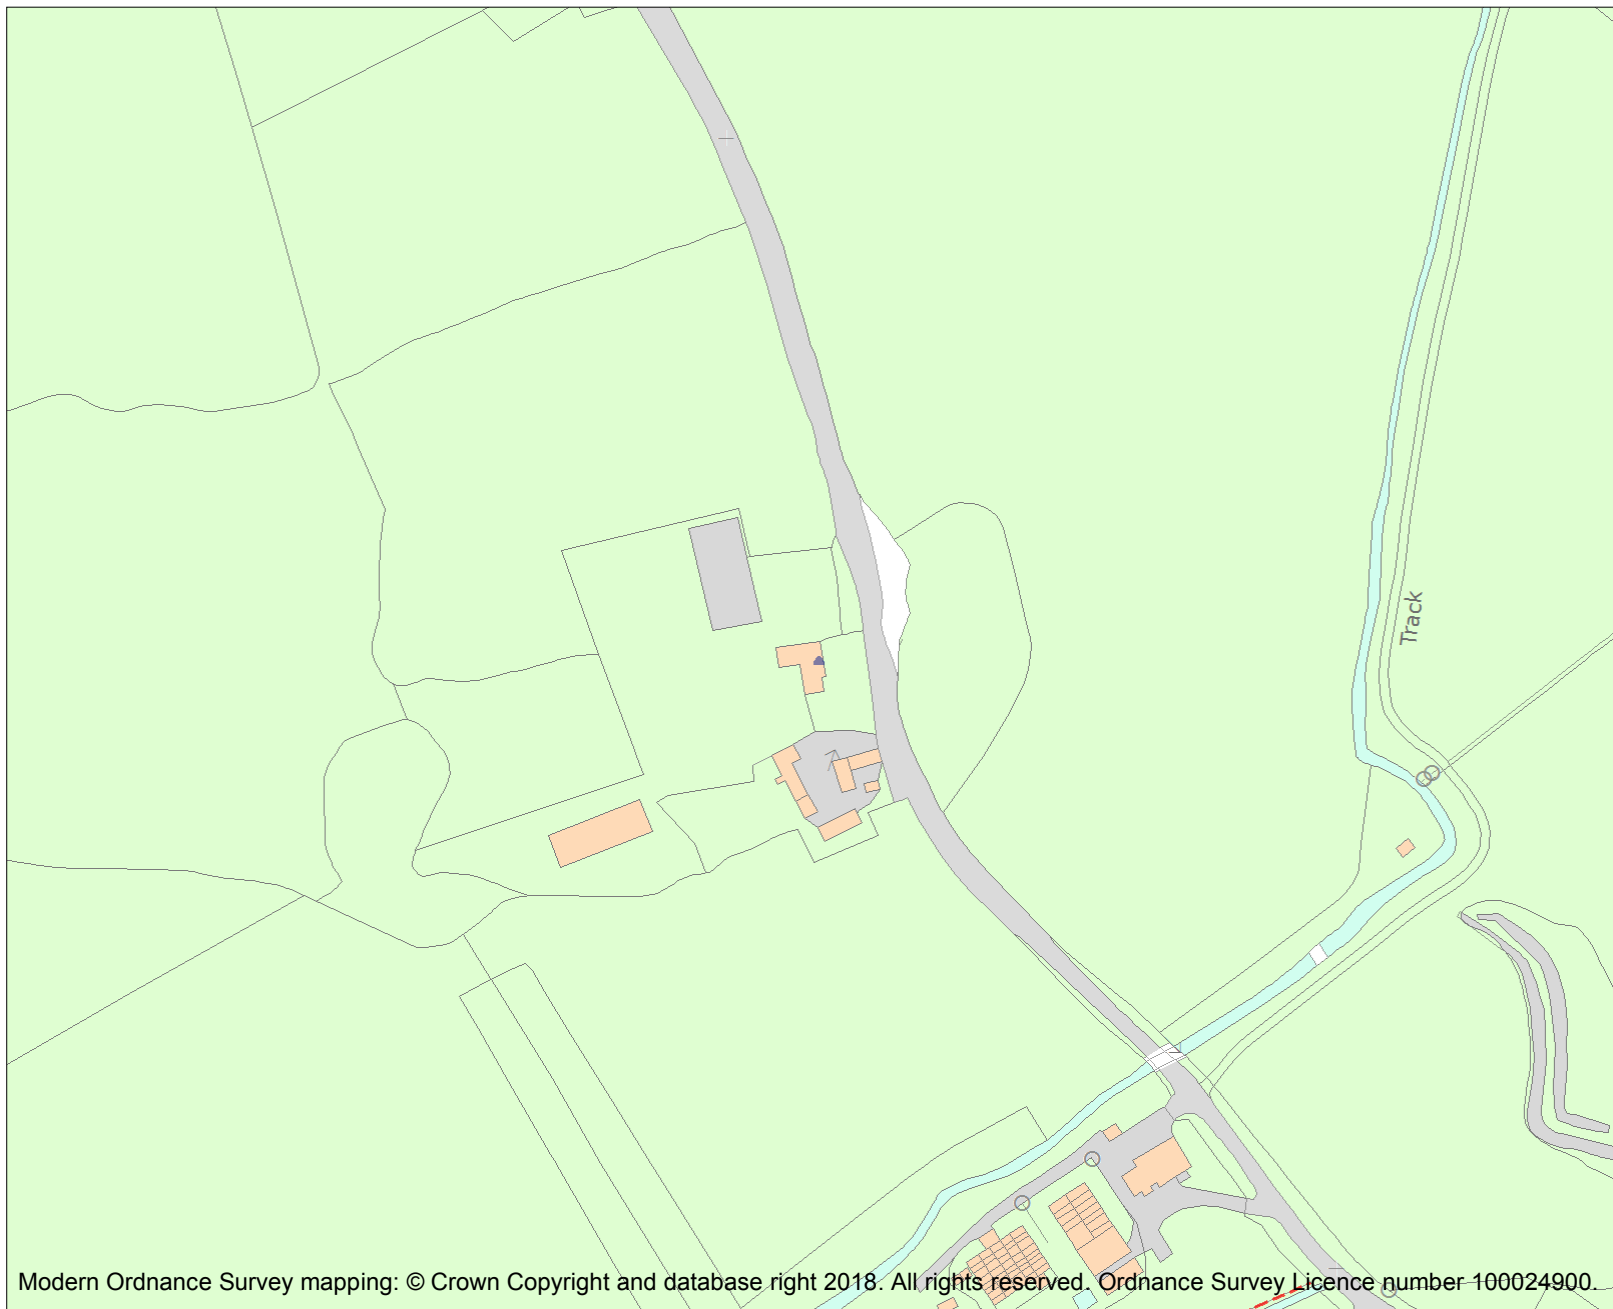 Track
Modern Ordnance Survey mapping: © Crown Copyright and database right 2018. All rights reserved. Ordnance Survey Licence number 100024900.